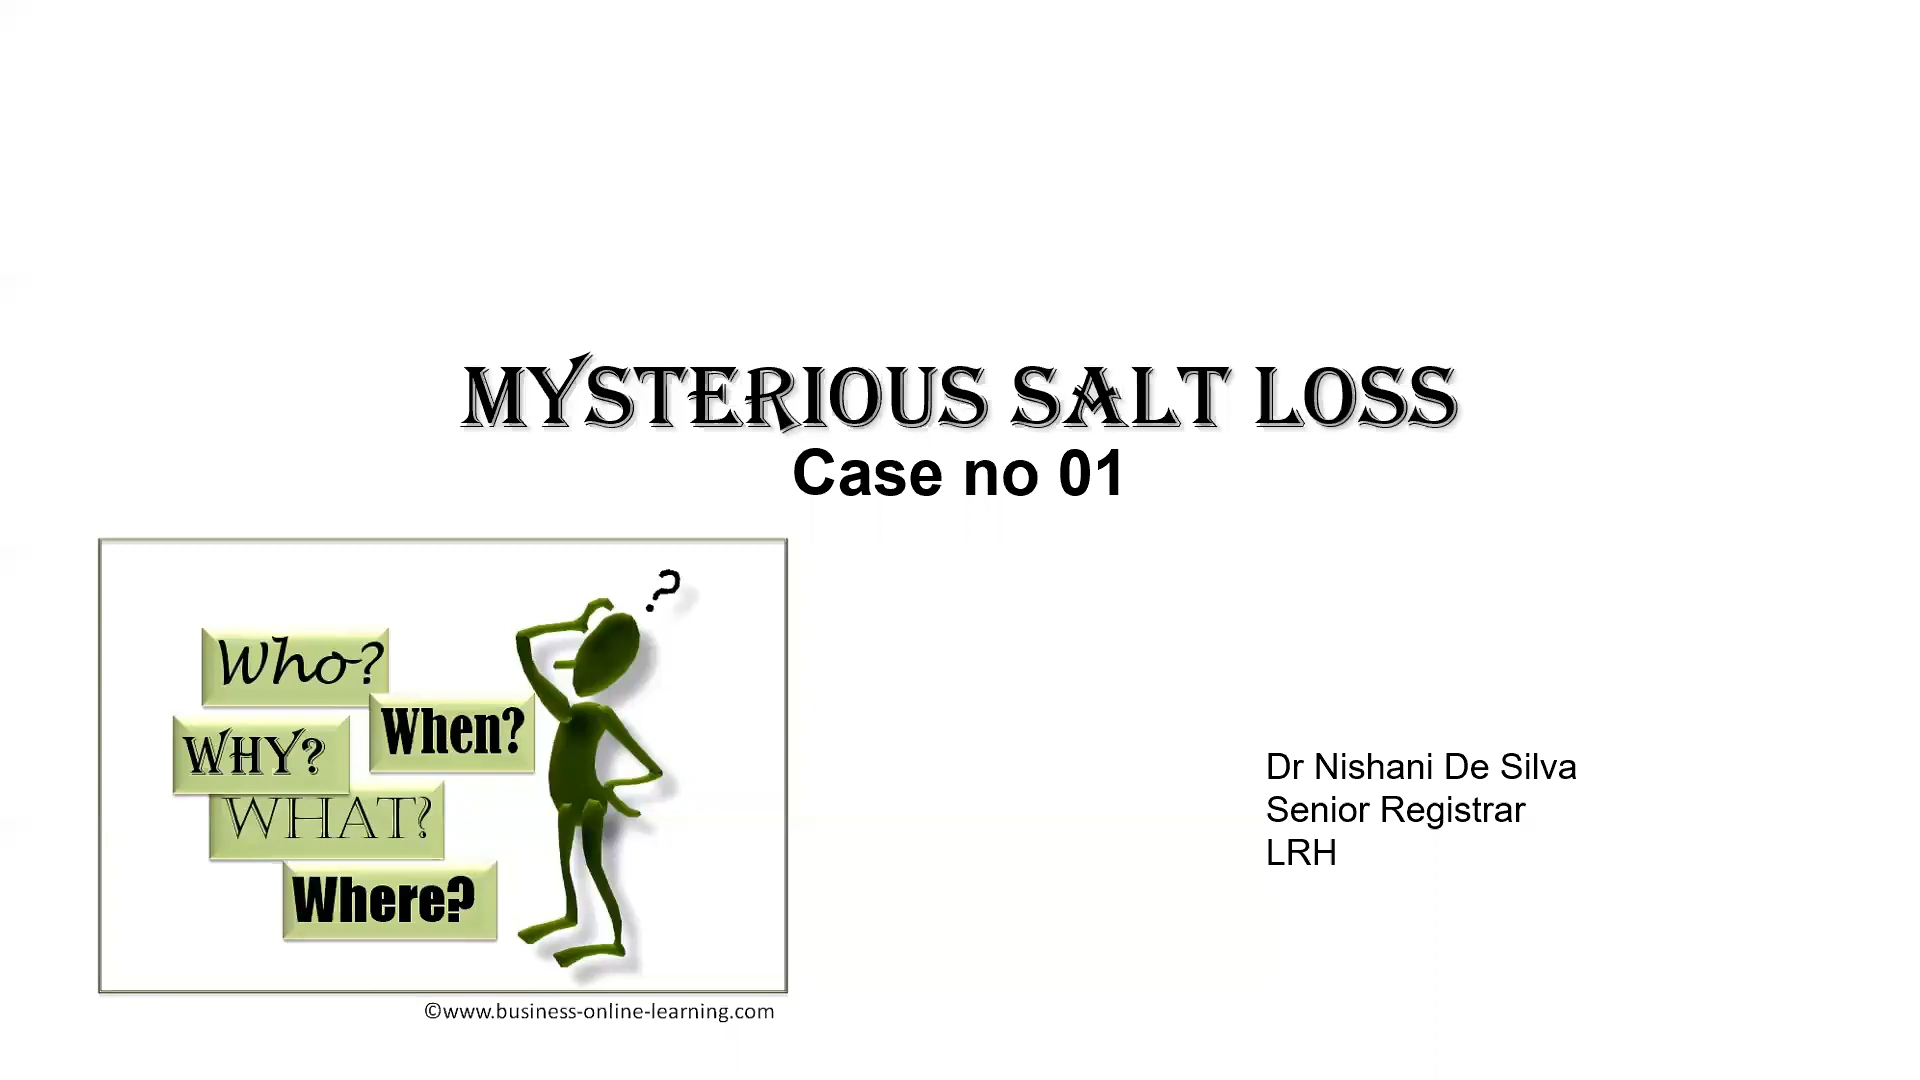 MYSTERIOUS SALT LOSS
Case no 01
?
Who?
When?
WHY?
WHAT?
Where?
©www.business-online-learning.com
Dr Nishani De Silva
Senior Registrar
LRH